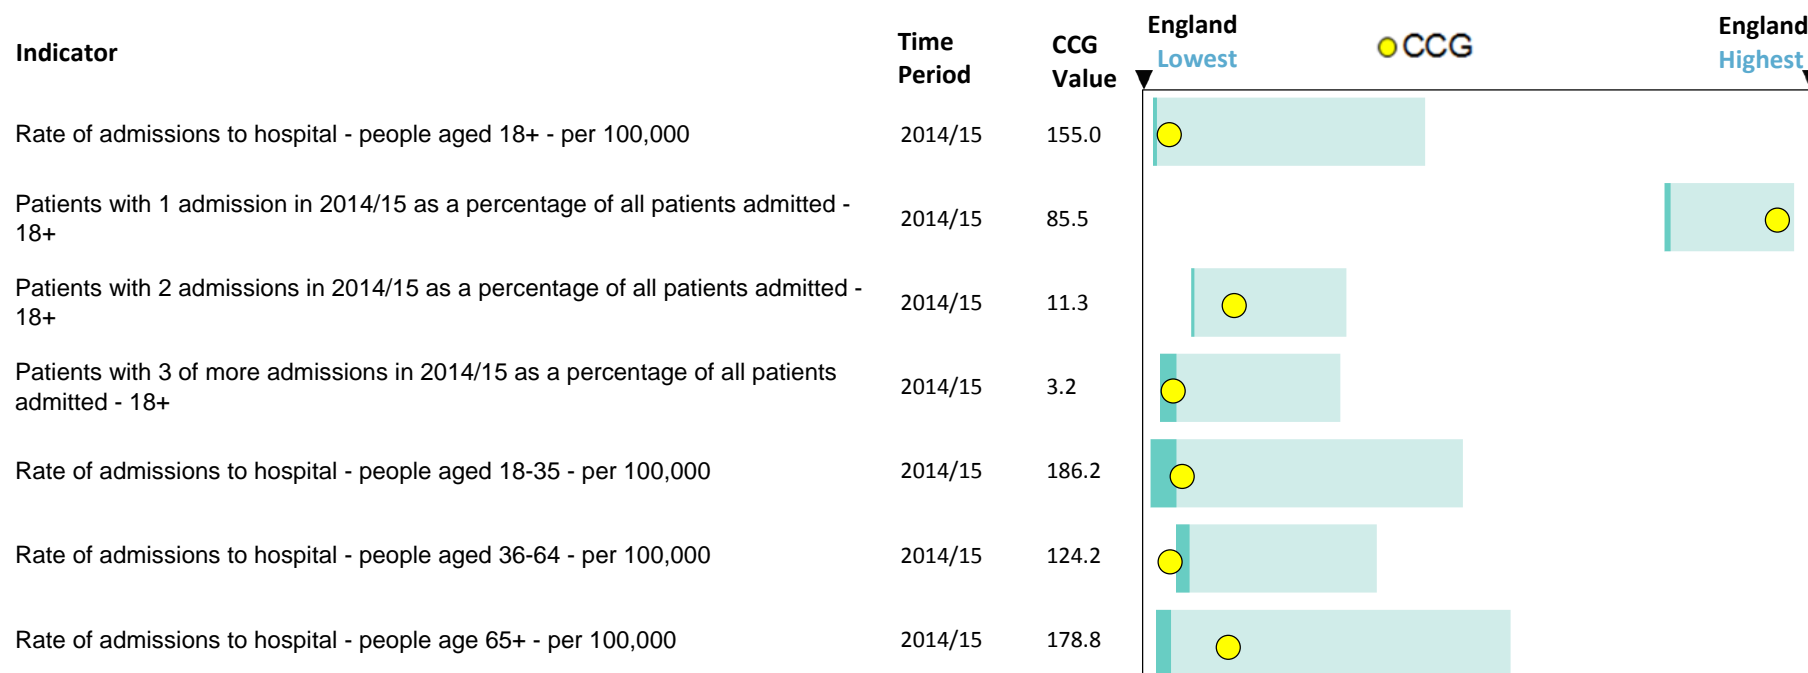 Indicator
Time
Period
CCG
Value
England
Lowest
CCG
England
Highest
Rate of admissions to hospital - people aged 18+ - per 100,000
2014/15
155.0
Patients with 1 admission in 2014/15 as a percentage of all patients admitted -
18+
2014/15
85.5
Patients with 2 admissions in 2014/15 as a percentage of all patients admitted -
18+
2014/15
11.3
Patients with 3 of more admissions in 2014/15 as a percentage of all patients
admitted - 18+
2014/15
3.2
Rate of admissions to hospital - people aged 18-35 - per 100,000
2014/15
186.2
Rate of admissions to hospital - people aged 36-64 - per 100,000
2014/15
124.2
Rate of admissions to hospital - people age 65+ - per 100,000
2014/15
178.8